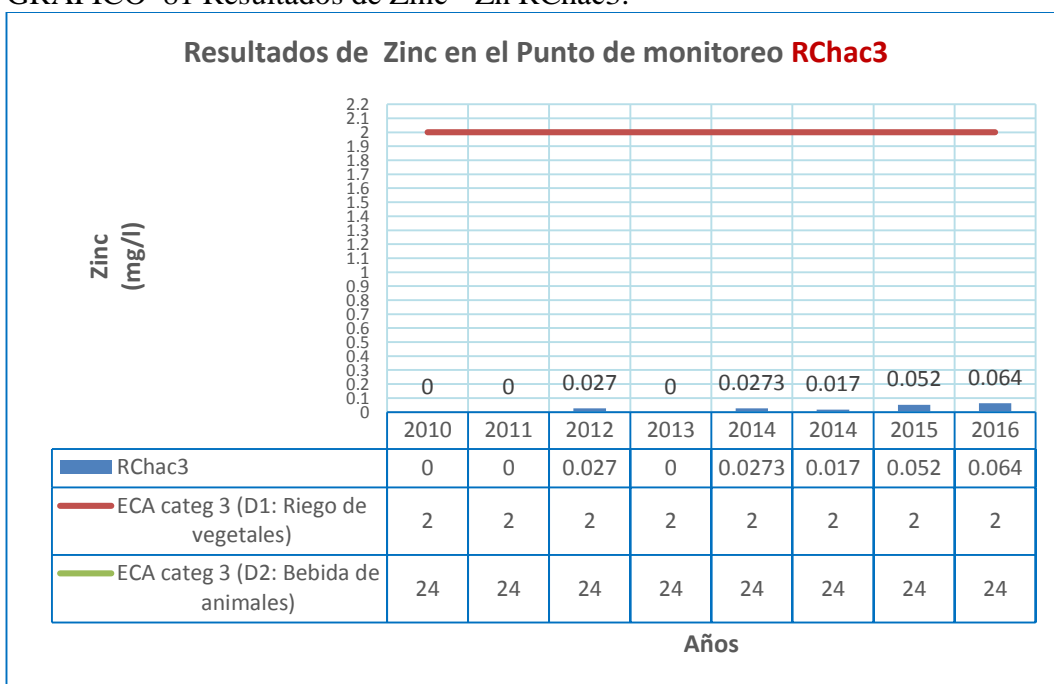 GRÁFICO 81 Resultados de Zinc - Zn RChac3.
Resultados de Zinc en el Punto de monitoreo RChac3
Zinc
(mg/l)
2.2
2.1
2
1.9
1.8
1.7
1.6
1.5
1.4
1.3
1.2
1.1
1
0.9
0.8
0.7
0.6
0.5
0.4
0.3
0.2
0.1
0
0 0 0.027 0 0.0273 0.017 0.052 0.064
2010 2011 2012 2013 2014 2014 2015 2016
RChac3 0 0 0.027 0 0.0273 0.017 0.052 0.064
ECA categ 3 (D1: Riego de
vegetales) 2 2 2 2 2 2 2 2
ECA categ 3 (D2: Bebida de
animales) 24 24 24 24 24 24 24 24
Años